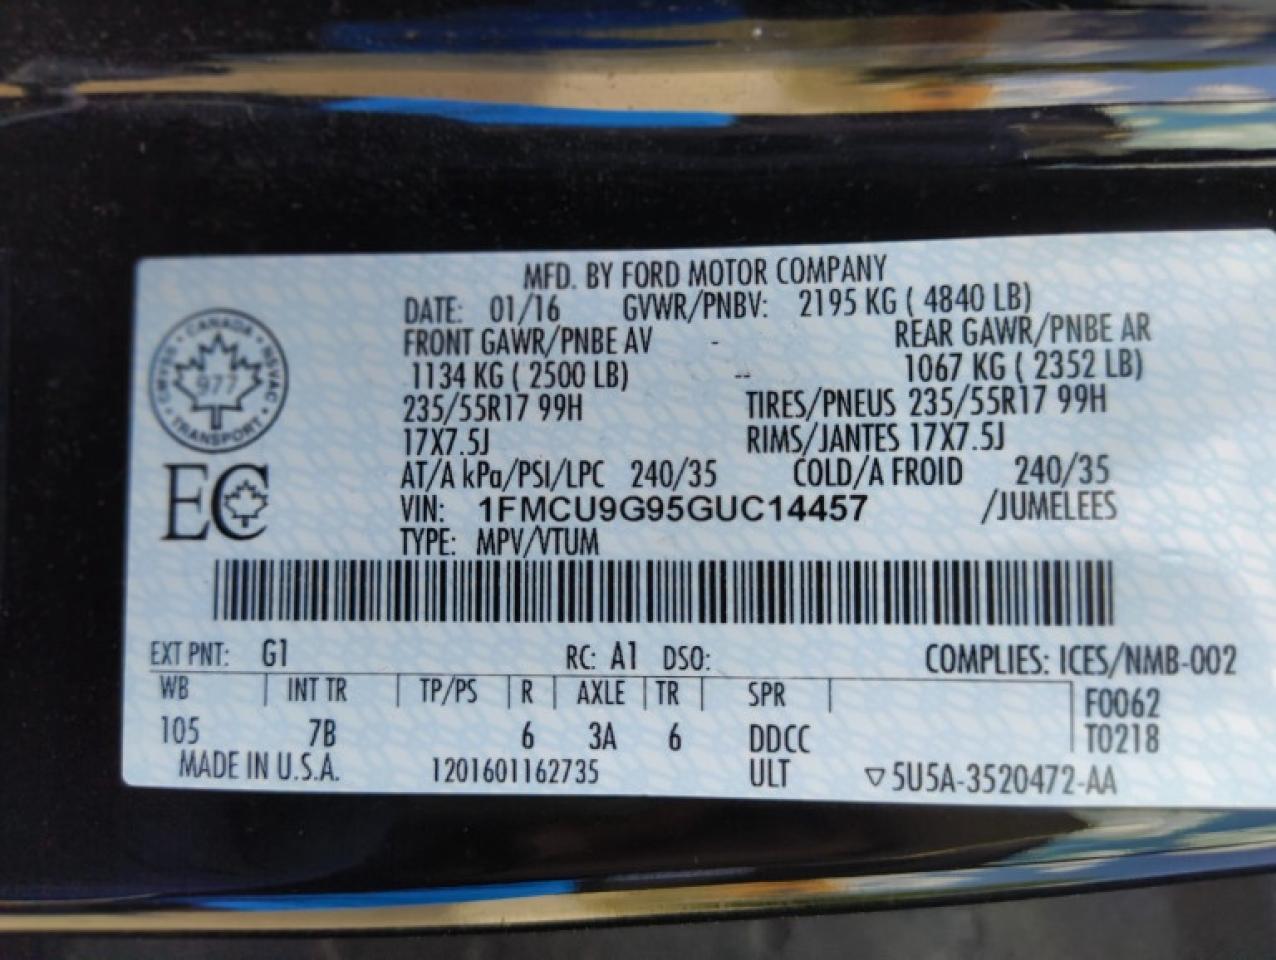 MFD. BY FORD MOTOR COMPANY
DATE: 01/16 GVWR/PNBV: 2195 KG ( 4840 LB)
FRONT GAWR/PNBE AV - REAR GAWR/PNBE AR
1134 KG ( 2500 LB) -- 1067 KG ( 2352 LB)
235/55R17 99H TIRES/PNEUS 235/55R17 99H
17X7.5J RIMS/JANTES 17X7.5J
AT/A kPa/PSI/LPC 240/35 COLD/A FROID 240/35
VIN: 1FMCU9G95GUC14457 /JUMELEES
TYPE: MPV/VTUM
CANADA
NSVAC
TRANSPORT
CMVSS
977
EC
EXT PNT: G1 RC: A1 DSO: COMPLIES: ICES/NMB-002
WB INT TR TP/PS R AXLE TR SPR F0062
105 7B 6 3A 6 DDCC T0218
MADE IN U.S.A. 1201601162735 ULT ▽5U5A-3520472-AA